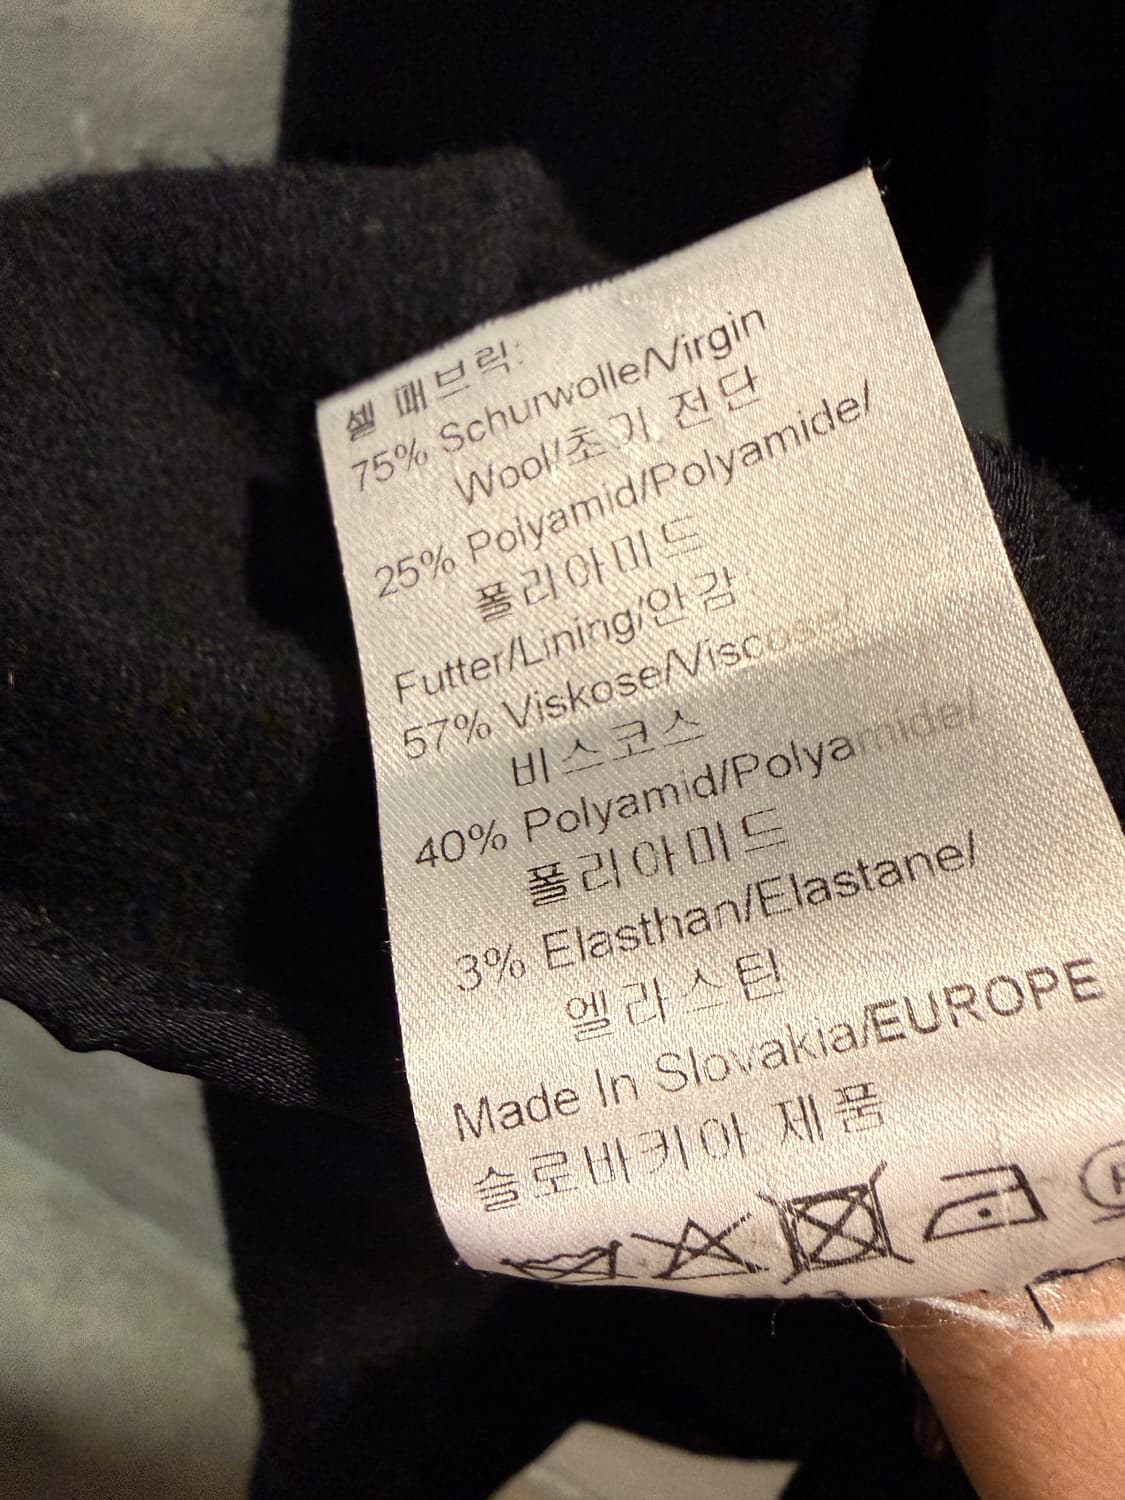 셀 패브릭:
75% Schurwolle/Virgin
Wool/초기 전단
25% Polyamid/Polyamide/
폴리아미드
Futter/Lining/안감
57% Viskose/Viscose/
비스코스
40% Polyamid/Polyamide/
폴리아미드
3% Elasthan/Elastane/
엘라스틴
Made In Slovakia/EUROPE
슬로바키아 제품
P